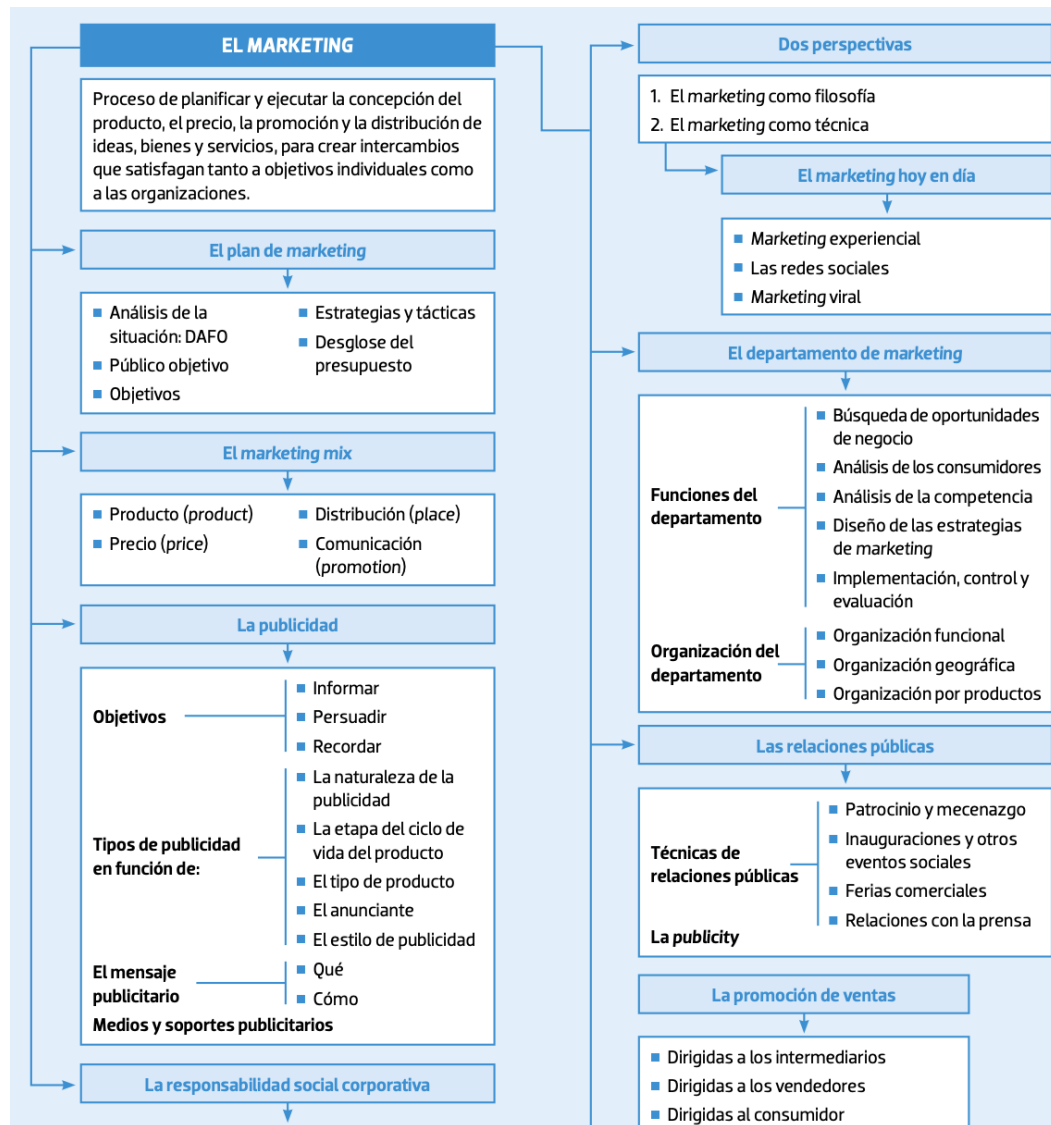 EL MARKETING
Proceso de planificar y ejecutar la concepción del
producto, el precio, la promoción y la distribución de
ideas, bienes y servicios, para crear intercambios
que satisfagan tanto a objetivos individuales como
a las organizaciones.
El plan de marketing
■ Análisis de la
situación: DAFO
■ Público objetivo
■ Objetivos
■ Estrategias y tácticas
■ Desglose del
presupuesto
El marketing mix
■ Producto (product)
■ Precio (price)
■ Distribución (place)
■ Comunicación
(promotion)
La publicidad
Objetivos
■ Informar
■ Persuadir
■ Recordar
Tipos de publicidad
en función de:
■ La naturaleza de la
publicidad
■ La etapa del ciclo de
vida del producto
■ El tipo de producto
■ El anunciante
■ El estilo de publicidad
El mensaje
publicitario
■ Qué
■ Cómo
Medios y soportes publicitarios
La responsabilidad social corporativa
Dos perspectivas
1. El marketing como filosofía
2. El marketing como técnica
El marketing hoy en día
■ Marketing experiencial
■ Las redes sociales
■ Marketing viral
El departamento de marketing
Funciones del
departamento
■ Búsqueda de oportunidades
de negocio
■ Análisis de los consumidores
■ Análisis de la competencia
■ Diseño de las estrategias
de marketing
■ Implementación, control y
evaluación
Organización del
departamento
■ Organización funcional
■ Organización geográfica
■ Organización por productos
Las relaciones públicas
Técnicas de
relaciones públicas
■ Patrocinio y mecenazgo
■ Inauguraciones y otros
eventos sociales
■ Ferias comerciales
■ Relaciones con la prensa
La publicity
La promoción de ventas
■ Dirigidas a los intermediarios
■ Dirigidas a los vendedores
■ Dirigidas al consumidor